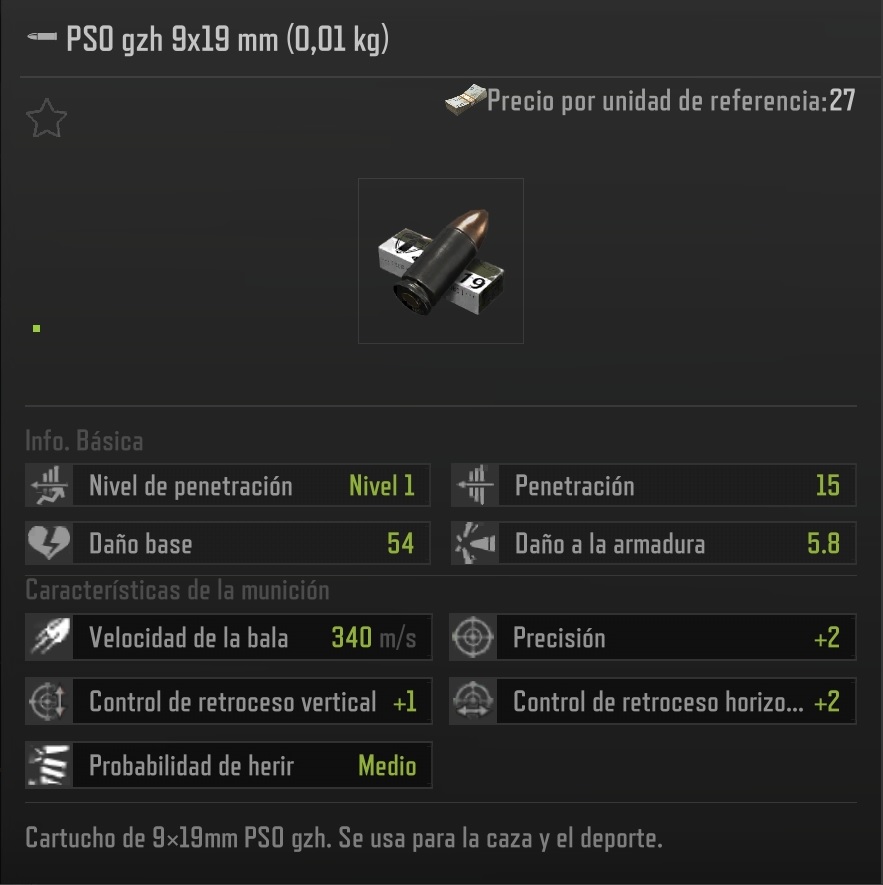 PSO gzh 9x19 mm (0,01 kg)
Precio por unidad de referencia:27
19
Info. Básica
Nivel de penetración Nivel 1
Penetración 15
Daño base 54
Daño a la armadura 5.8
Características de la munición
Velocidad de la bala 340 m/s
Precisión +2
Control de retroceso vertical +1
Control de retroceso horizo... +2
Probabilidad de herir Medio
Cartucho de 9×19mm PSO gzh. Se usa para la caza y el deporte.